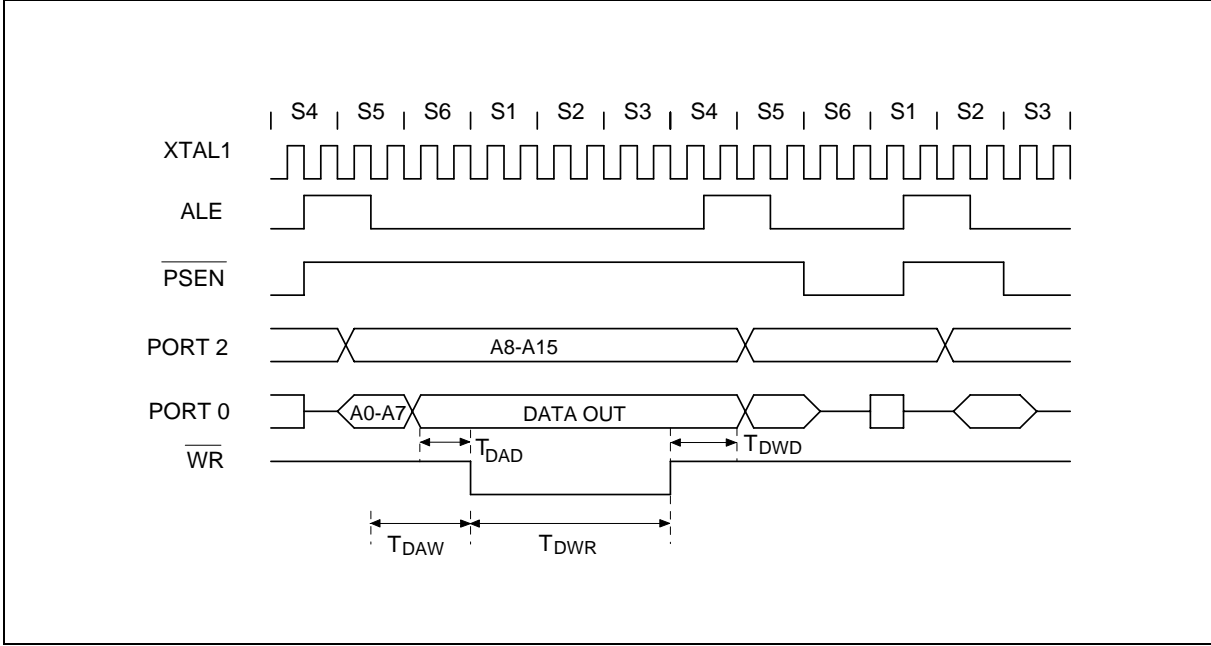 S4 S5 S6 S1 S2 S3 S4 S5 S6 S1 S2 S3
XTAL1
ALE
PSEN
PORT 2 A8-A15
PORT 0 A0-A7 DATA OUT
WR TDAD TDWD
TDAW TDWR